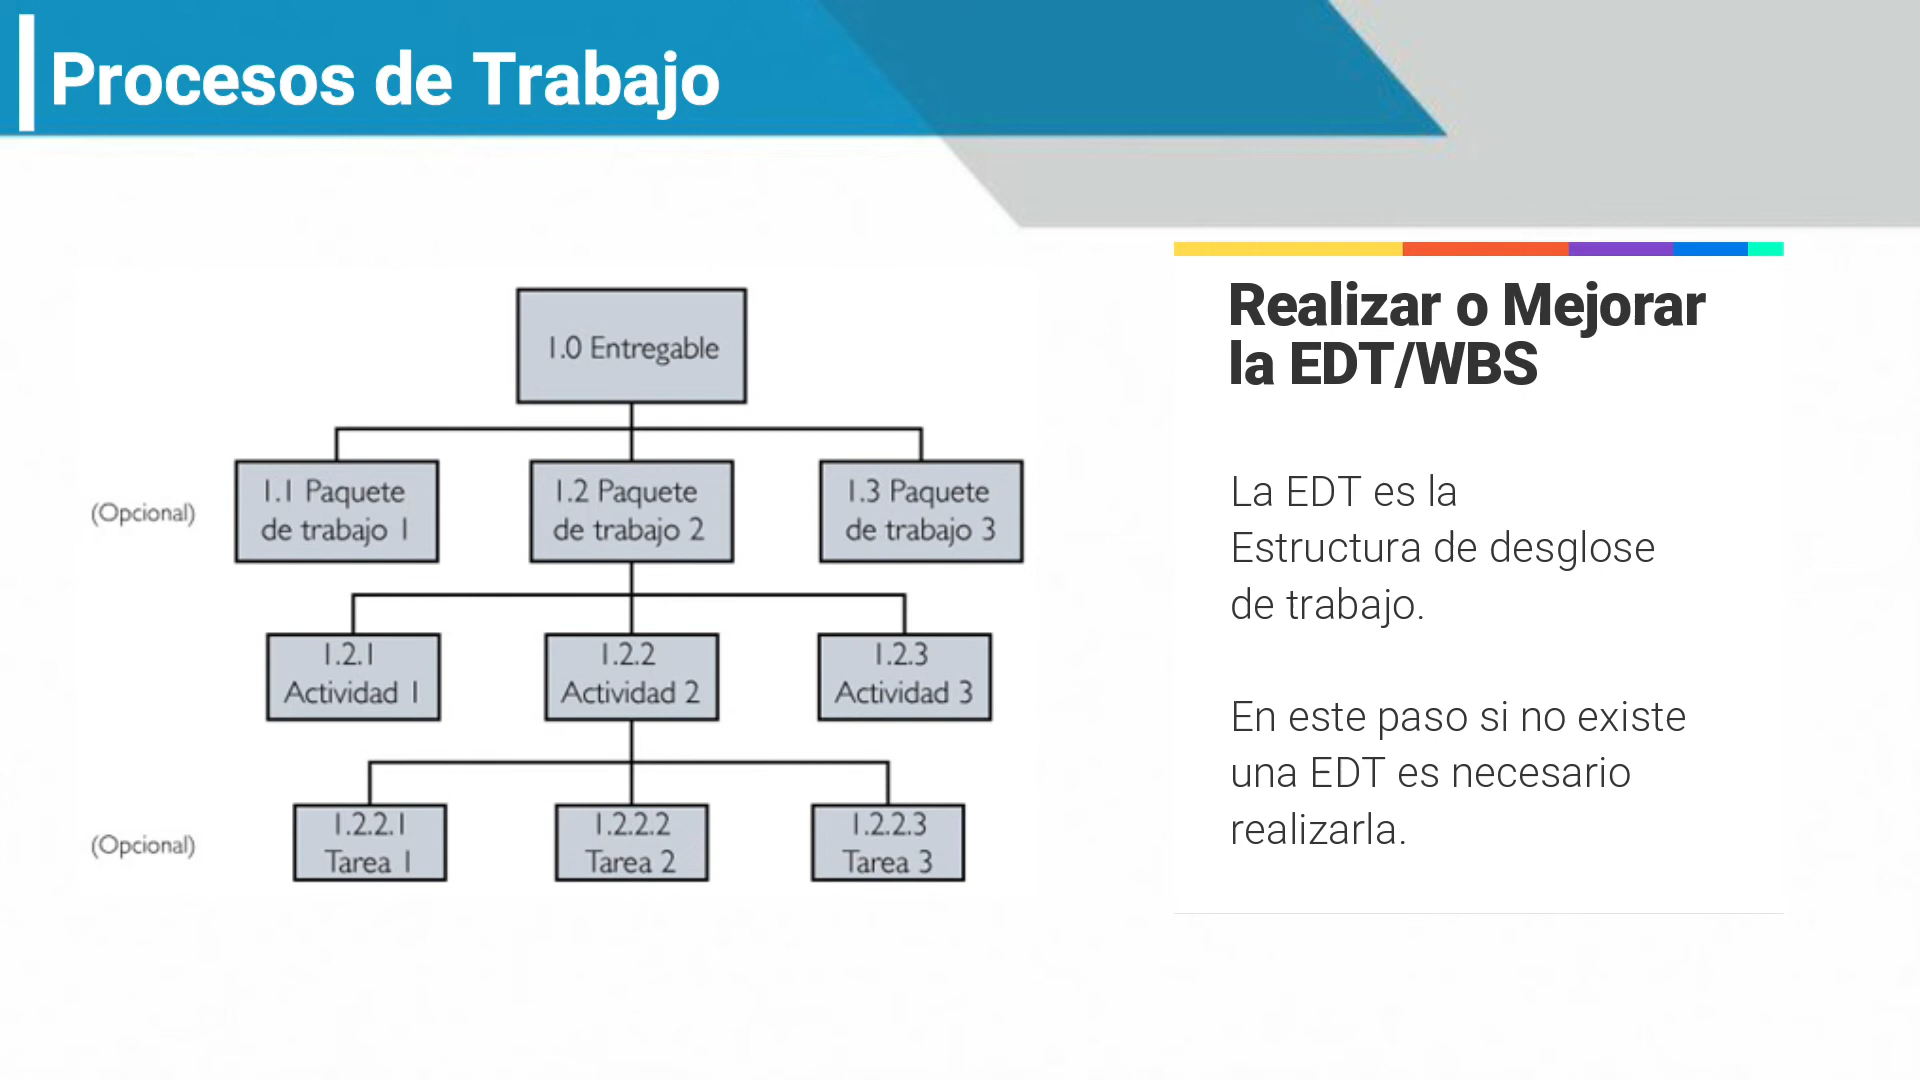 Procesos de Trabajo
1.0 Entregable
(Opcional)
1.1 Paquete
de trabajo 1
1.2 Paquete
de trabajo 2
1.3 Paquete
de trabajo 3
1.2.1
Actividad 1
1.2.2
Actividad 2
1.2.3
Actividad 3
(Opcional)
1.2.2.1
Tarea 1
1.2.2.2
Tarea 2
1.2.2.3
Tarea 3
Realizar o Mejorar
la EDT/WBS
La EDT es la
Estructura de desglose
de trabajo.
En este paso si no existe
una EDT es necesario
realizarla.